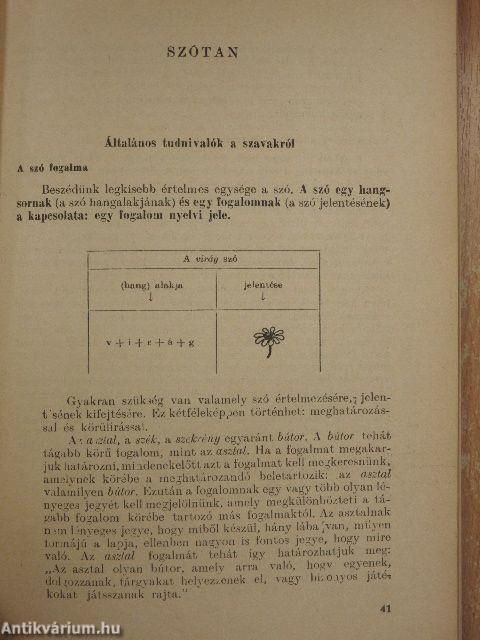 SZÓTAN
Általános tudnivalók a szavakról
A szó fogalma
Beszédünk legkisebb értelmes egysége a szó. A szó egy hang-
sornak (a szó hangalakjának) és egy fogalomnak (a szó jelentésének)
a kapcsolata: egy fogalom nyelvi jele.
A virág szó
(hang) alakja
↓
jelentése
↓
v + i + r + á + g
Gyakran szükség van valamely szó értelmezésére, jelen-
tésének kifejtésére. Ez kétféleképpen történhet: meghatározás-
sal és körülírással.
Az asztal, a szék, a szekrény egyaránt bútor. A bútor tehát
tágabb körű fogalom, mint az asztal. Ha a fogalmat megakar-
juk határozni, mindenekelőtt azt a fogalmat kell megkeresnünk,
amelynek körébe a meghatározandó beletartozik: az asztal
valamilyen bútor. Ezután a fogalomnak egy vagy több olyan lé-
nyeges jegyét kell megjelölnünk, amely megkülönbözteti a tá-
gabb fogalom körébe tartozó más fogalmaktól. Az asztalnak
nem lényeges jegye, hogy miből készül, hány lába van, milyen
formájú a lapja, ellenben nagyon is fontos jegye, hogy mire
való. Az asztal fogalmát tehát így határozhatjuk meg:
„Az asztal olyan bútor, amely arra való, hogy egyenek,
dolgozzanak, tárgyakat helyezzenek el, vagy bizonyos játé-
kokat játsszanak rajta."
41
Antikvárium.hu